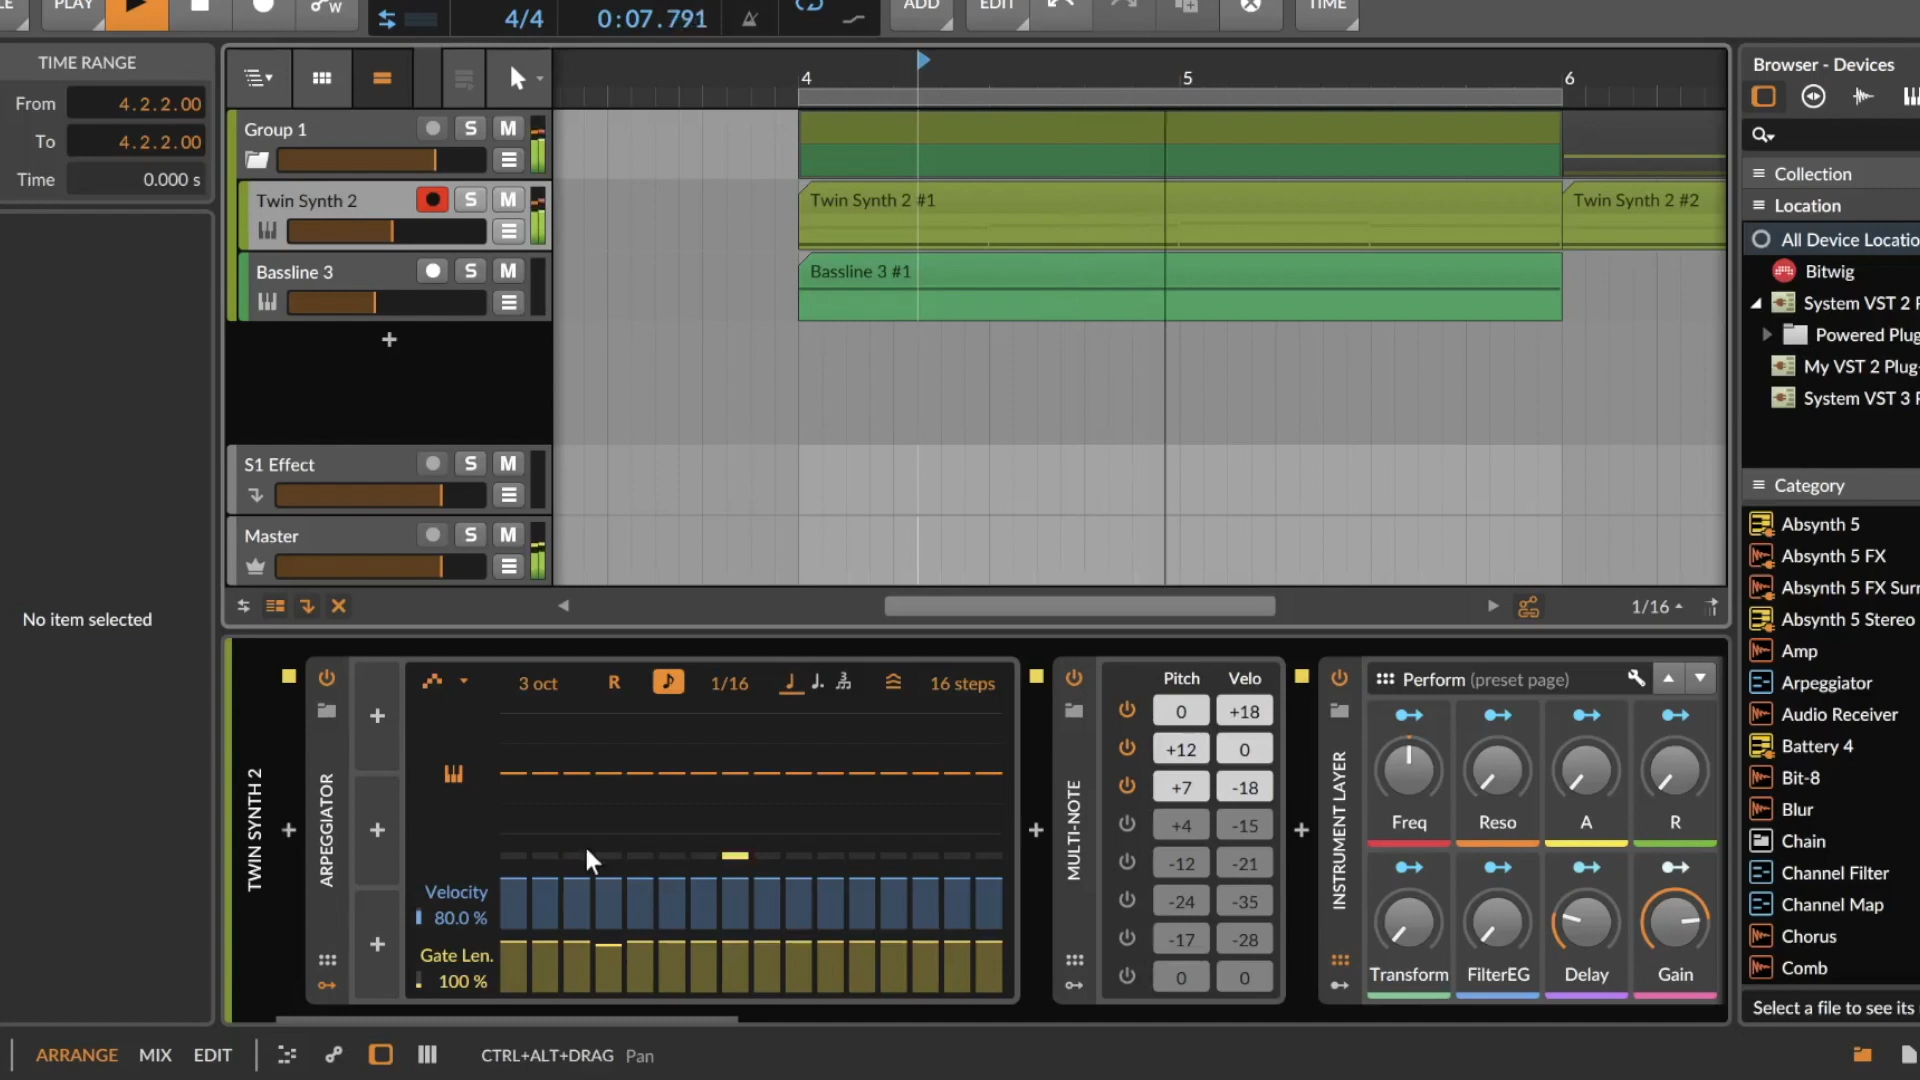 PLAY
4/4
0:07.791
ADD
EDIT
TIME
TIME RANGE
From
4.2.2.00
To
4.2.2.00
Time
0.000 s
No item selected
4
5
6
Group 1
S
M
Twin Synth 2
S
M
Bassline 3
S
M
+
S1 Effect
S
M
Master
S
M
Twin Synth 2 #1
Twin Synth 2 #2
Bassline 3 #1
1/16
Browser - Devices
Collection
Location
All Device Locatio
Bitwig
System VST 2 P
Powered Plug
My VST 2 Plug-
System VST 3 P
Category
Absynth 5
Absynth 5 FX
Absynth 5 FX Surr
Absynth 5 Stereo
Amp
Arpeggiator
Audio Receiver
Battery 4
Bit-8
Blur
Chain
Channel Filter
Channel Map
Chorus
Comb
Select a file to see its
TWIN SYNTH 2
ARPEGGIATOR
3 oct
R
1/16
16 steps
Velocity
80.0 %
Gate Len.
100 %
MULTI-NOTE
Pitch
Velo
0
+18
+12
0
+7
-18
+4
-15
-12
-21
-24
-35
-17
-28
0
0
INSTRUMENT LAYER
Perform (preset page)
Freq
Reso
A
R
Transform
FilterEG
Delay
Gain
ARRANGE
MIX
EDIT
CTRL+ALT+DRAG Pan